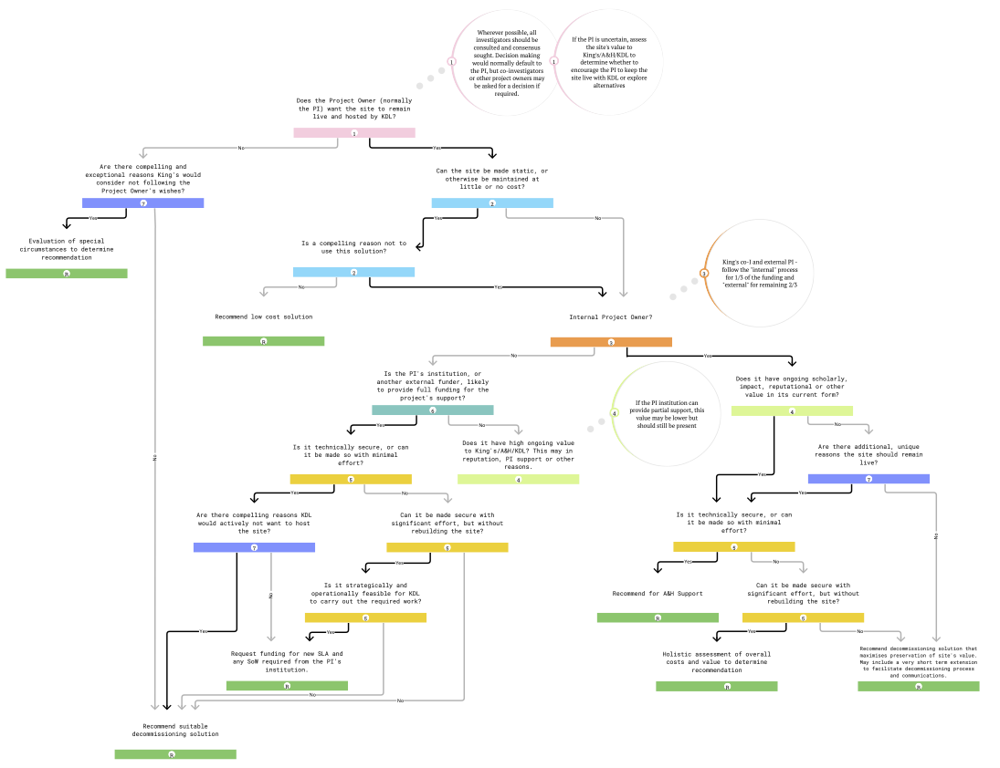 Wherever possible, all
investigators should be
consulted and consensus
sought. Decision making
would normally default to
the PI, but co-investigators
or other project owners may
be asked for a decision if
required.
1
If the PI is uncertain, assess
the site's value to
King's/A&H/KDL to
determine whether to
encourage the PI to keep the
site live with KDL or explore
alternatives
1
Does the Project Owner (normally
the PI) want the site to remain
live and hosted by KDL?
1
No
Yes
Are there compelling and
exceptional reasons King's would
consider not following the
Project Owner's wishes?
7
Can the site be made static, or
otherwise be maintained at
little or no cost?
2
Yes
Yes
No
Evaluation of special
circumstances to determine
recommendation
R
Is a compelling reason not to
use this solution?
2
King's co-I and external PI -
follow the "internal" process
for 1/3 of the funding and
"external" for remaining 2/3
3
No
Yes
Recommend low cost solution
R
Internal Project Owner?
3
No
Yes
Is the PI's institution, or
another external funder, likely
to provide full funding for the
project's support?
6
If the PI institution can
provide partial support, this
value may be lower but
should still be present
4
Does it have ongoing scholarly,
impact, reputational or other
value in its current form?
4
Yes
No
No
Is it technically secure, or can
it be made so with minimal
effort?
5
Does it have high ongoing value
to King's/A&H/KDL? This may in
reputation, PI support or other
reasons.
4
Are there additional, unique
reasons the site should remain
live?
7
No
Yes
Yes
No
Yes
No
Are there compelling reasons KDL
would actively not want to host
the site?
7
Can it be made secure with
significant effort, but without
rebuilding the site?
5
Is it technically secure, or can
it be made so with minimal
effort?
5
Yes
Yes
No
No
Is it strategically and
operationally feasible for KDL
to carry out the required work?
5
Recommend for A&H Support
R
Can it be made secure with
significant effort, but without
rebuilding the site?
5
Yes
Yes
Yes
No
Request funding for new SLA and
any SoW required from the PI's
institution.
R
Holistic assessment of overall
costs and value to determine
recommendation
R
Recommend decommissioning solution that
maximises preservation of site's value.
May include a very short term extension
to facilitate decommissioning process
and communications.
R
No
No
Recommend suitable
decommissioning solution
R